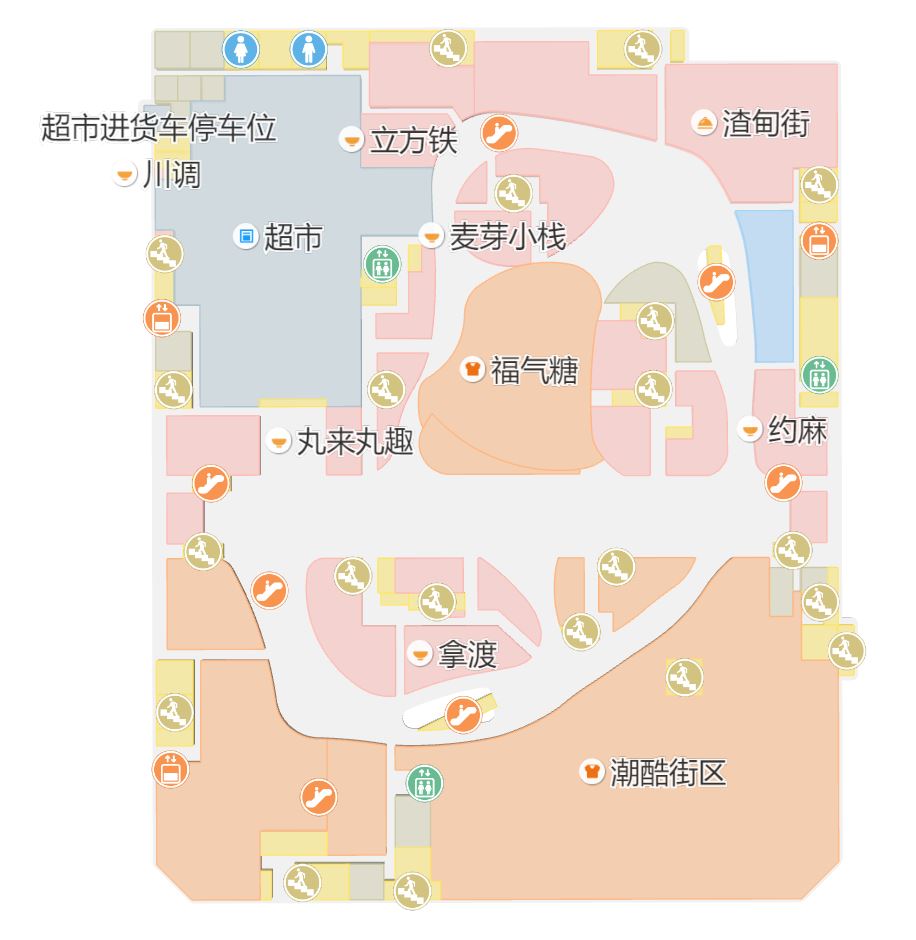 超市进货车停车位
渣甸街
立方铁
川调
超市
麦芽小栈
福气糖
丸来丸趣
约麻
拿渡
潮酷街区